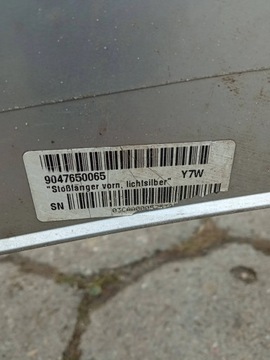 9047650065 Y7W
"Stoßfänger vorn, lichtsilber"
SN